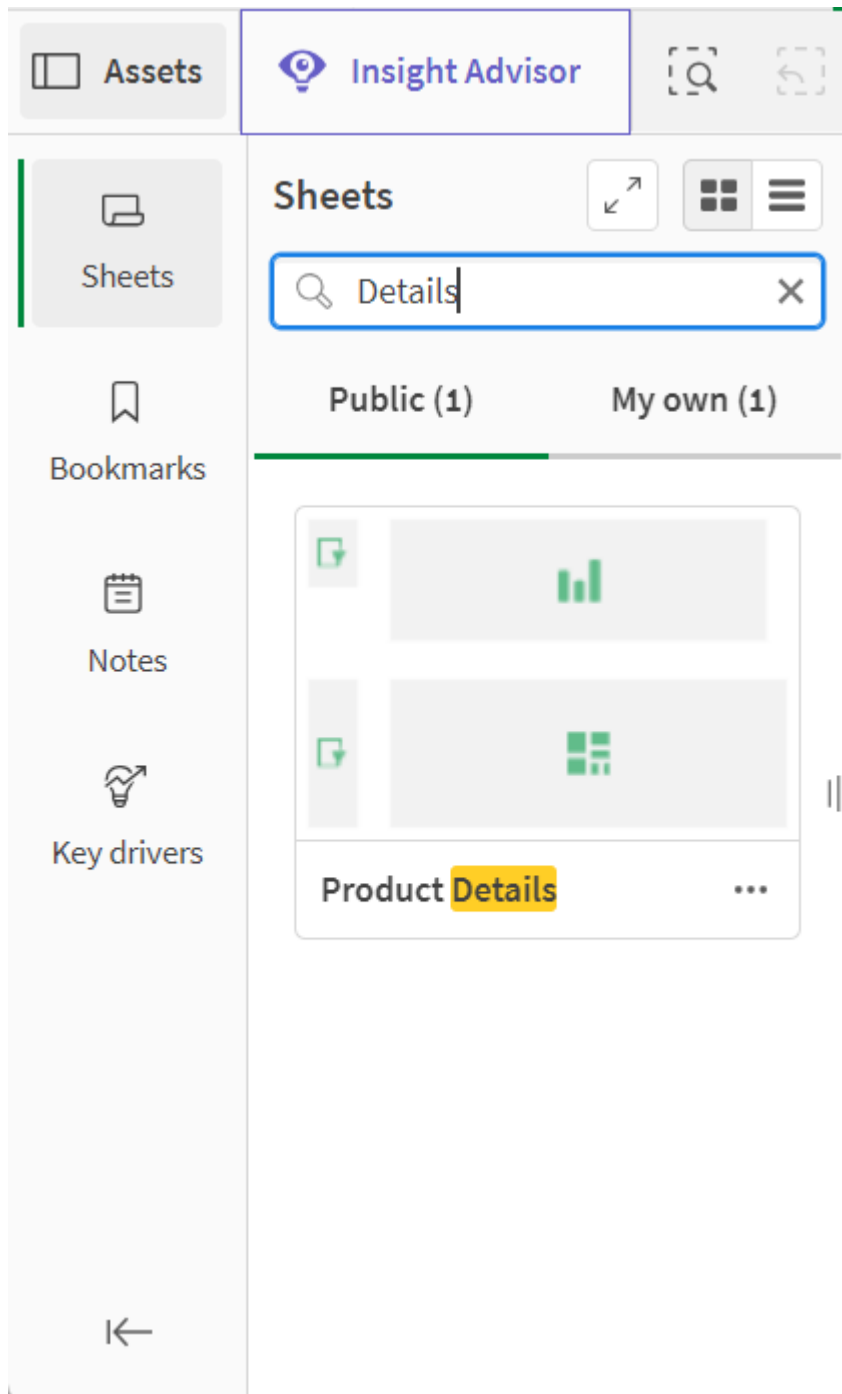 Assets
Insight Advisor
Sheets
Sheets
Details
Public (1)
My own (1)
Bookmarks
Notes
Key drivers
Product Details